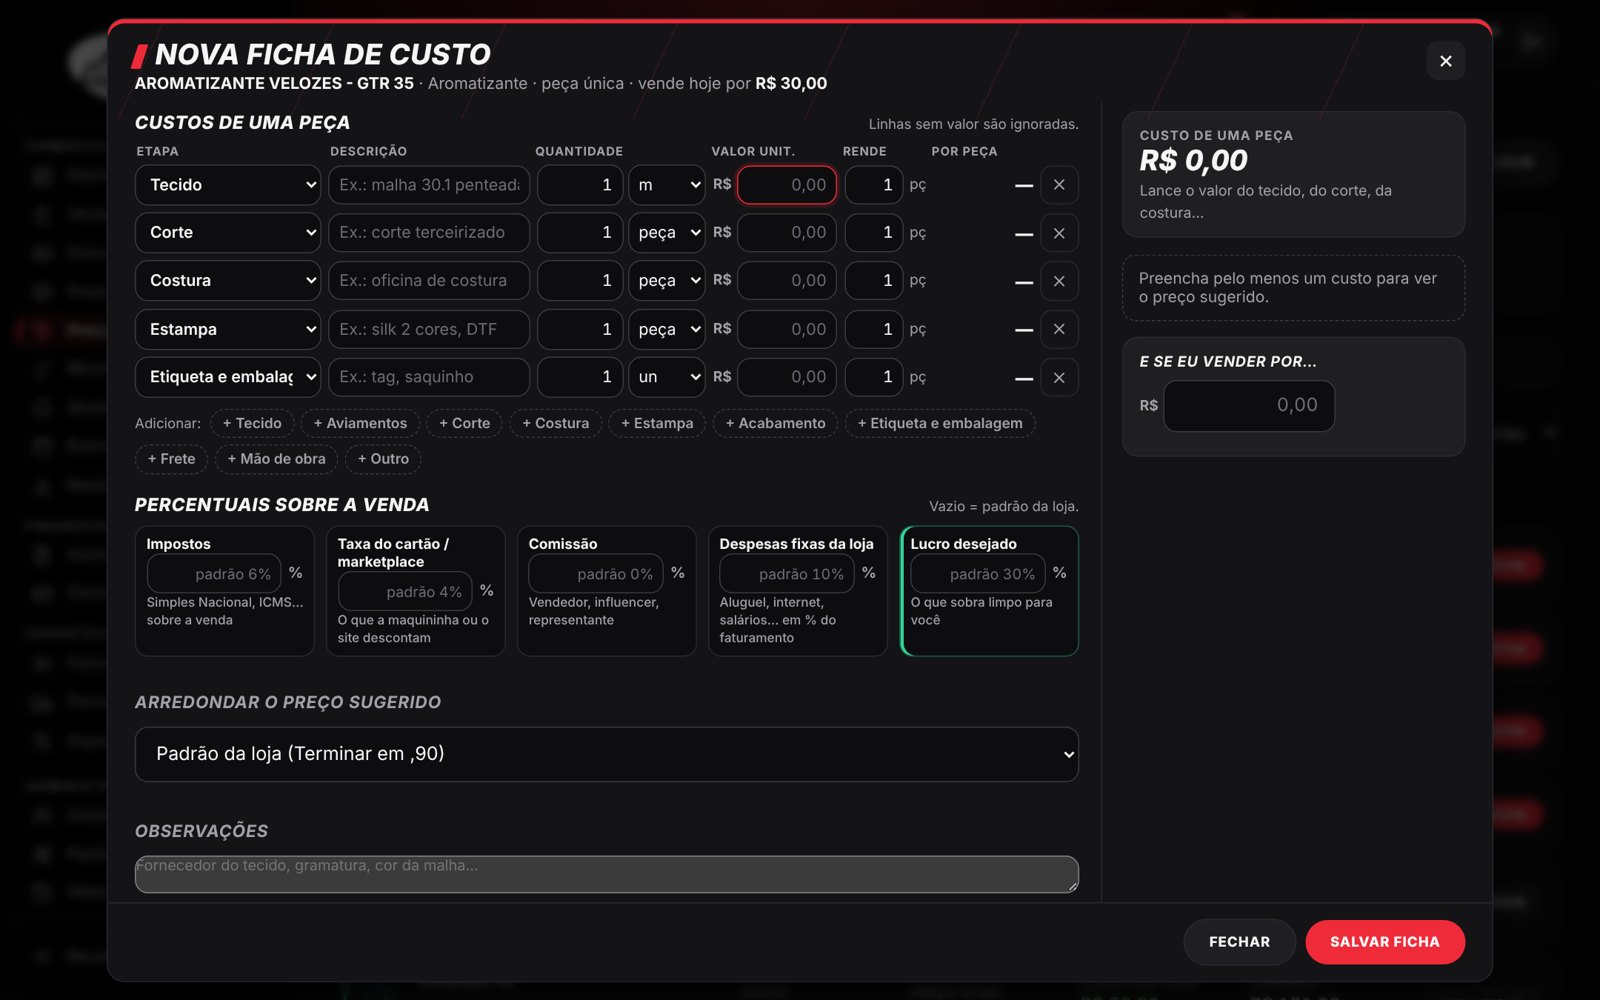 NOVA FICHA DE CUSTO
AROMATIZANTE VELOZES - GTR 35 · Aromatizante · peça única · vende hoje por R$ 30,00
CUSTOS DE UMA PEÇA
Linhas sem valor são ignoradas.
ETAPA DESCRIÇÃO QUANTIDADE VALOR UNIT. RENDE POR PEÇA
Tecido Ex.: malha 30.1 pentead 1 m R$ 0,00 1 pç —
Corte Ex.: corte terceirizado 1 peça R$ 0,00 1 pç —
Costura Ex.: oficina de costura 1 peça R$ 0,00 1 pç —
Estampa Ex.: silk 2 cores, DTF 1 peça R$ 0,00 1 pç —
Etiqueta e embalag Ex.: tag, saquinho 1 un R$ 0,00 1 pç —
Adicionar: + Tecido + Aviamentos + Corte + Costura + Estampa + Acabamento + Etiqueta e embalagem
+ Frete + Mão de obra + Outro
PERCENTUAIS SOBRE A VENDA
Vazio = padrão da loja.
Impostos
padrão 6% %
Simples Nacional, ICMS...
sobre a venda
Taxa do cartão /
marketplace
padrão 4% %
O que a maquininha ou o
site descontam
Comissão
padrão 0% %
Vendedor, influencer,
representante
Despesas fixas da loja
padrão 10% %
Aluguel, internet,
salários... em % do
faturamento
Lucro desejado
padrão 30% %
O que sobra limpo para
você
ARREDONDAR O PREÇO SUGERIDO
Padrão da loja (Terminar em ,90)
OBSERVAÇÕES
Fornecedor do tecido, gramatura, cor da malha...
CUSTO DE UMA PEÇA
R$ 0,00
Lance o valor do tecido, do corte, da
costura...
Preencha pelo menos um custo para ver
o preço sugerido.
E SE EU VENDER POR...
R$ 0,00
FECHAR
SALVAR FICHA